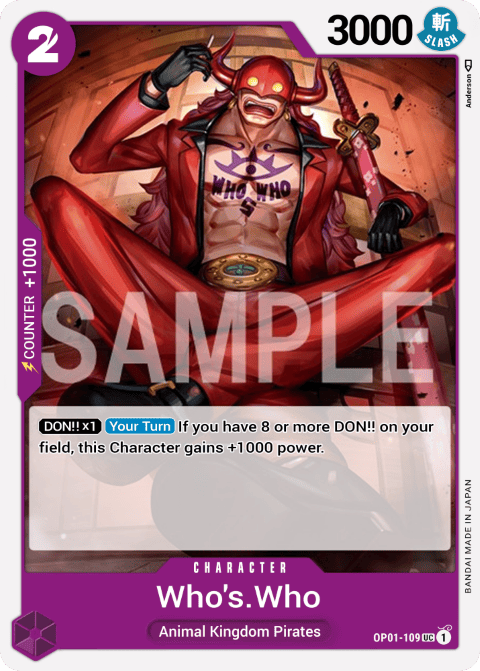 2
3000
斬
SLASH
Anderson
WHO WHO
5
COUNTER +1000
SAMPLE
DON!! x1 Your Turn If you have 8 or more DON!! on your
field, this Character gains +1000 power.
BANDAI MADE IN JAPAN
CHARACTER
Who's.Who
Animal Kingdom Pirates
OP01-109 UC 1